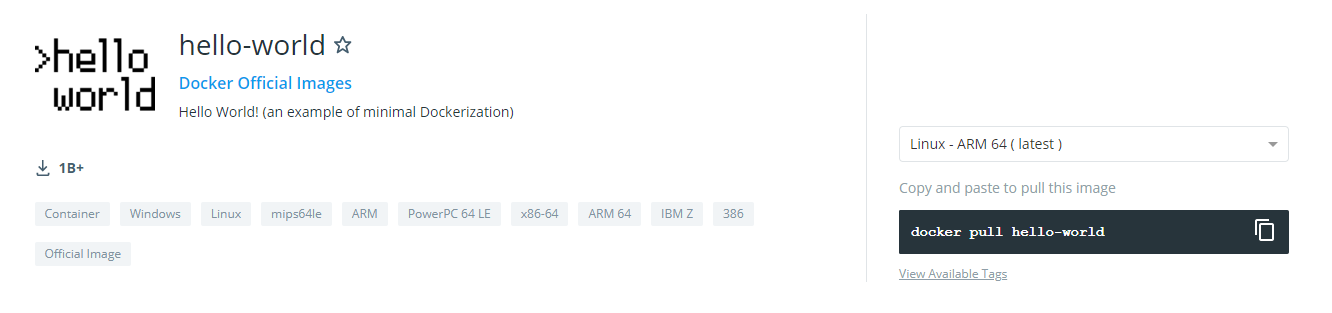 >hello
world
hello-world
Docker Official Images
Hello World! (an example of minimal Dockerization)
1B+
Container Windows Linux mips64le ARM PowerPC 64 LE x86-64 ARM 64 IBM Z 386
Official Image
Linux - ARM 64 ( latest )
Copy and paste to pull this image
docker pull hello-world
View Available Tags